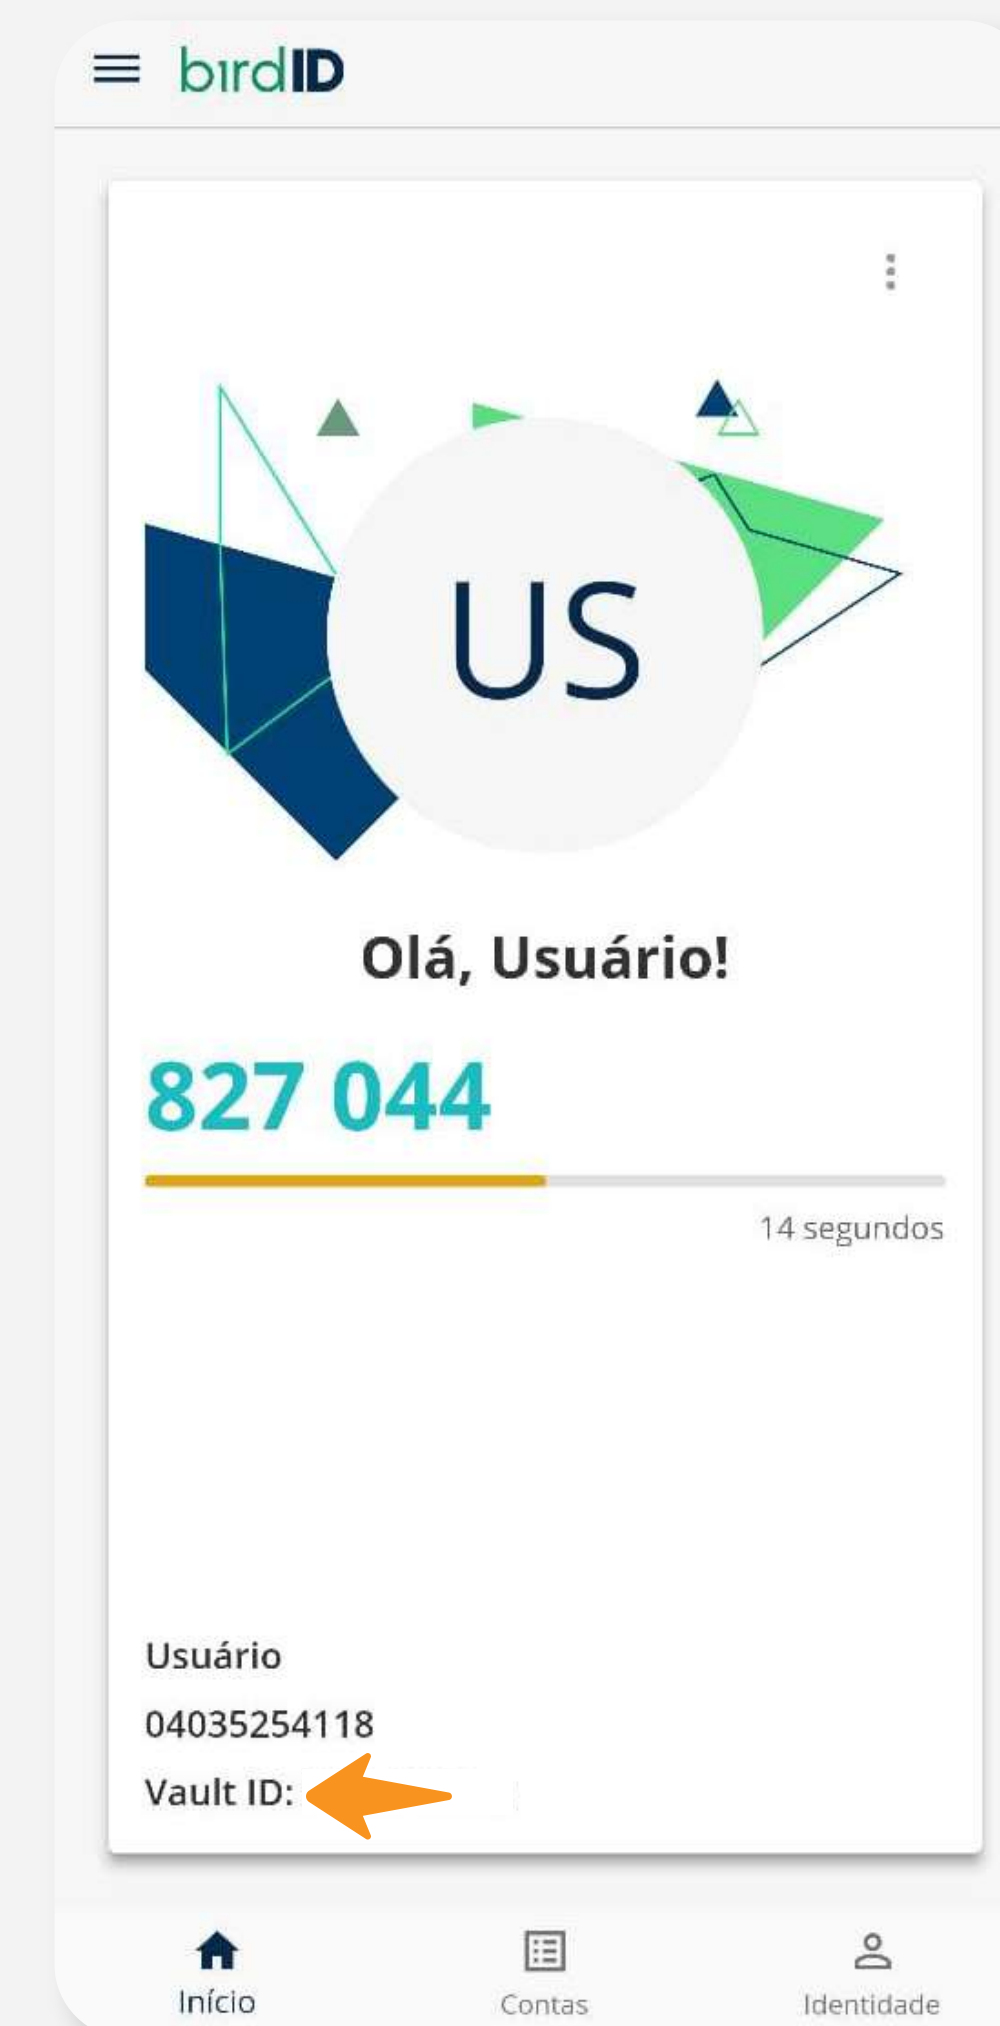 birdID
US
Olá, Usuário!
827 044
14 segundos
Usuário
04035254118
Vault ID:
Início
Contas
Identidade